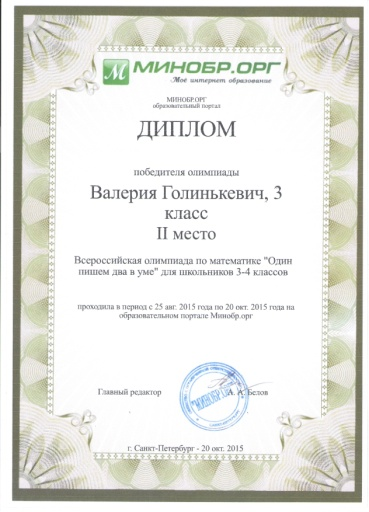 МИНОБР.ОРГ
Моё интернет образование
МИНОБР.ОРГ
образовательный портал
ДИПЛОМ
победителя олимпиады
Валерия Голинькевич, 3
класс
II место
Всероссийская олимпиада по математике "Один
пишем два в уме" для школьников 3-4 классов
проходила в период с 25 авг. 2015 года по 20 окт. 2015 года на
образовательном портале Минобр.орг
Главный редактор
А. А. Белов
"МИНОБР.ОРГ"
г. Санкт-Петербург - 20 окт. 2015